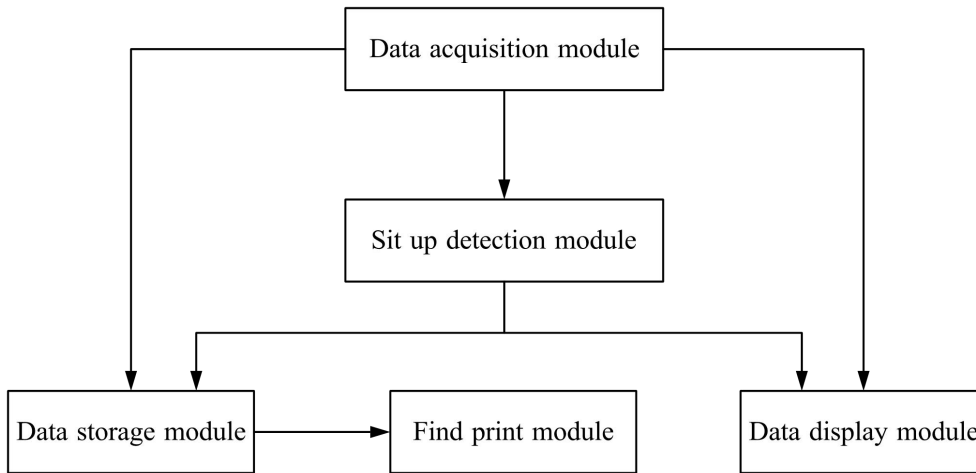 Data acquisition module
Sit up detection module
Data storage module
Find print module
Data display module